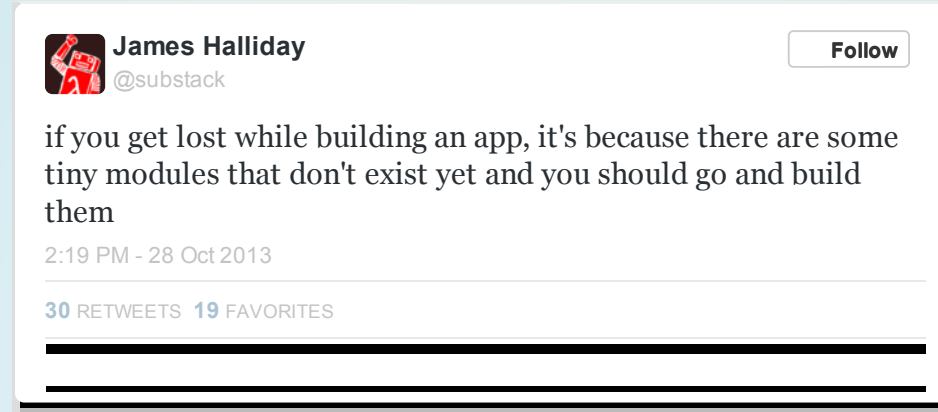 James Halliday
Follow
@substack
if you get lost while building an app, it's because there are some
tiny modules that don't exist yet and you should go and build
them
2:19 PM - 28 Oct 2013
30 RETWEETS 19 FAVORITES